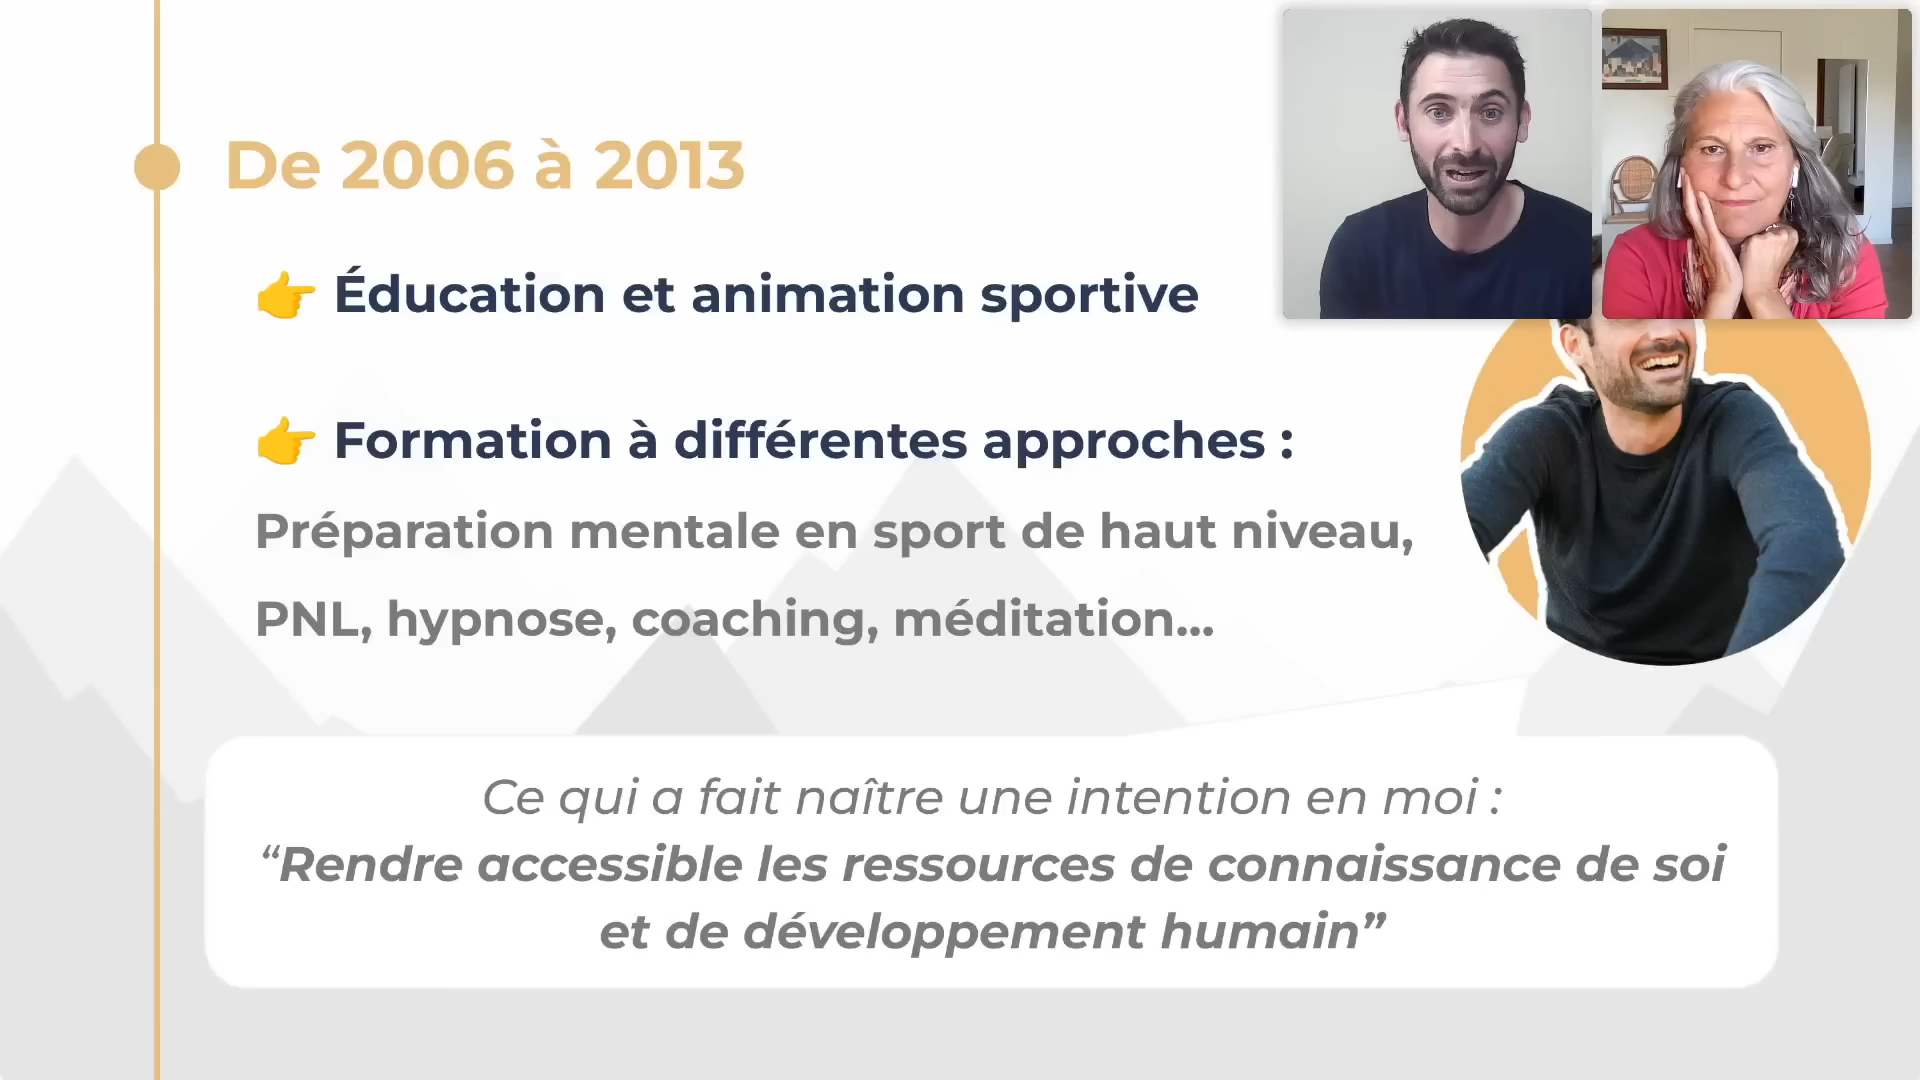 De 2006 à 2013
👉 Éducation et animation sportive
👉 Formation à différentes approches :
Préparation mentale en sport de haut niveau,
PNL, hypnose, coaching, méditation...
Ce qui a fait naître une intention en moi :
“Rendre accessible les ressources de connaissance de soi
et de développement humain”